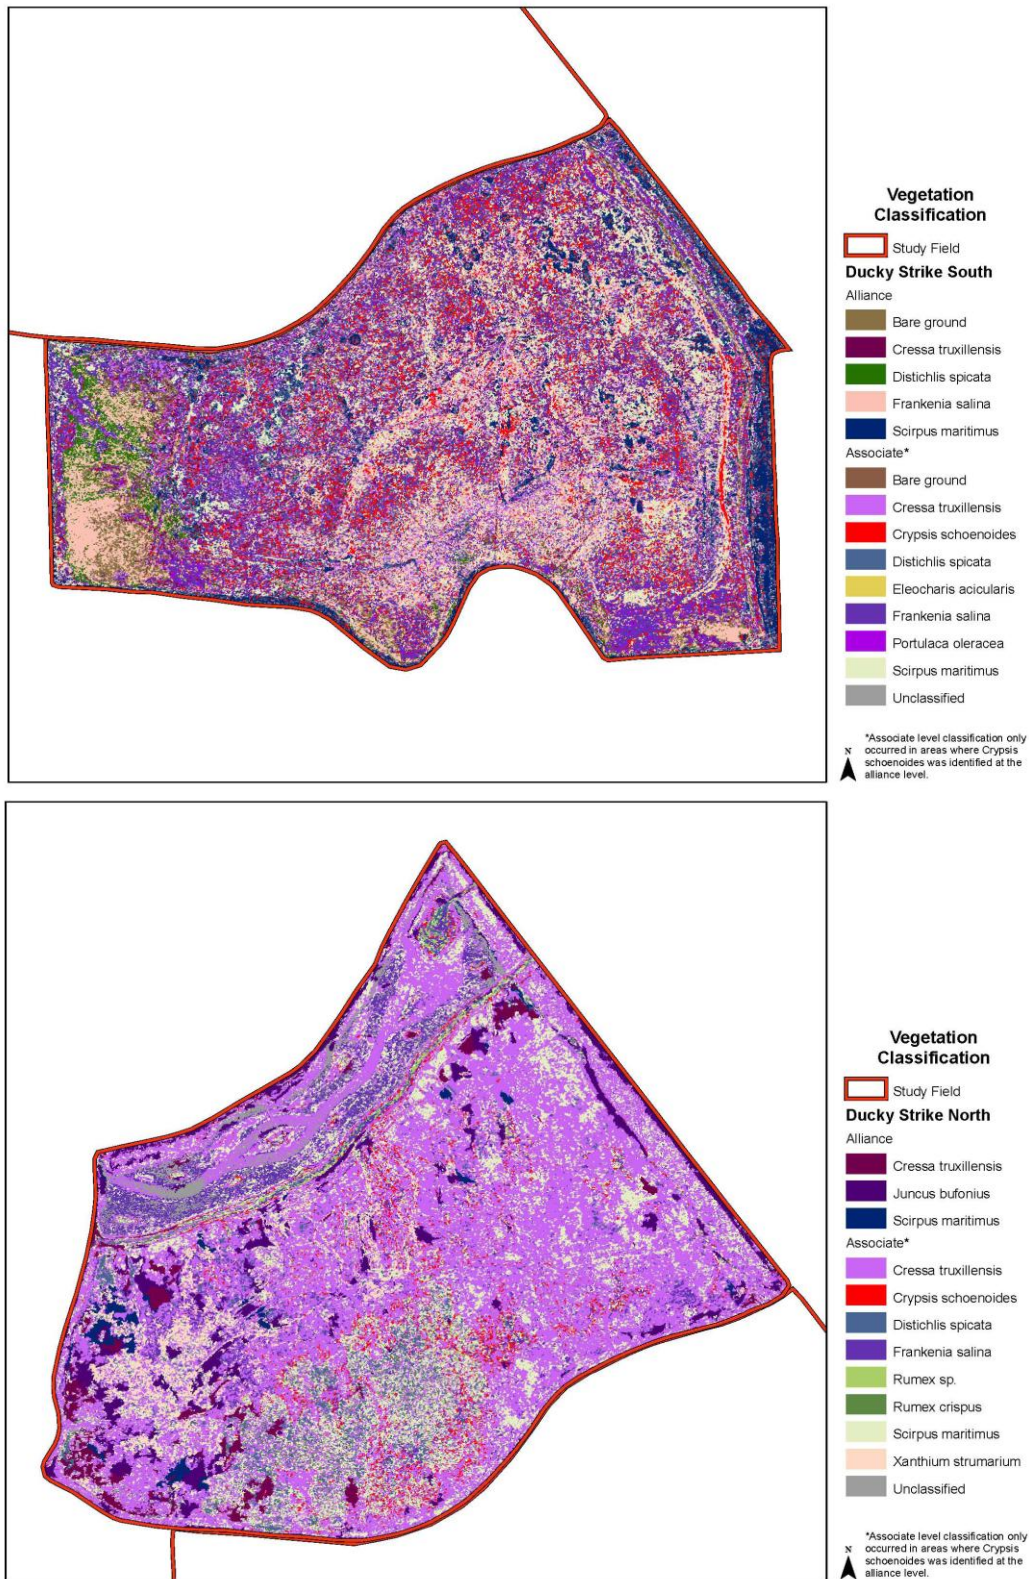 Vegetation
Classification
Study Field
Ducky Strike South
Alliance
Bare ground
Cressa truxillensis
Distichlis spicata
Frankenia salina
Scirpus maritimus
Associate*
Bare ground
Cressa truxillensis
Crypsis schoenoides
Distichlis spicata
Eleocharis acicularis
Frankenia salina
Portulaca oleracea
Scirpus maritimus
Unclassified
*Associate level classification only
N occurred in areas where Crypsis
schoenoides was identified at the
alliance level.
Vegetation
Classification
Study Field
Ducky Strike North
Alliance
Cressa truxillensis
Juncus bufonius
Scirpus maritimus
Associate*
Cressa truxillensis
Crypsis schoenoides
Distichlis spicata
Frankenia salina
Rumex sp.
Rumex crispus
Scirpus maritimus
Xanthium strumarium
Unclassified
*Associate level classification only
N occurred in areas where Crypsis
schoenoides was identified at the
alliance level.